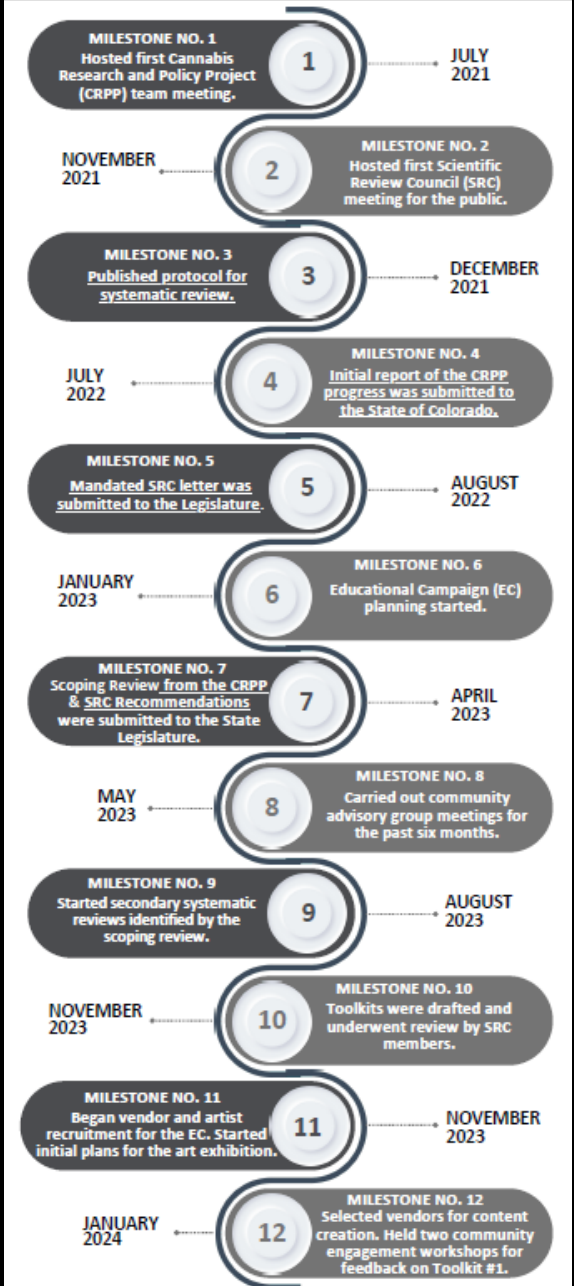 MILESTONE NO. 1
Hosted first Cannabis
Research and Policy Project
(CRPP) team meeting.
1
JULY
2021
NOVEMBER
2021
2
MILESTONE NO. 2
Hosted first Scientific
Review Council (SRC)
meeting for the public.
MILESTONE NO. 3
Published protocol for
systematic review.
3
DECEMBER
2021
JULY
2022
4
MILESTONE NO. 4
Initial report of the CRPP
progress was submitted to
the State of Colorado.
MILESTONE NO. 5
Mandated SRC letter was
submitted to the Legislature.
5
AUGUST
2022
JANUARY
2023
6
MILESTONE NO. 6
Educational Campaign (EC)
planning started.
MILESTONE NO. 7
Scoping Review from the CRPP
& SRC Recommendations
were submitted to the State
Legislature.
7
APRIL
2023
MAY
2023
8
MILESTONE NO. 8
Carried out community
advisory group meetings for
the past six months.
MILESTONE NO. 9
Started secondary systematic
reviews identified by the
scoping review.
9
AUGUST
2023
NOVEMBER
2023
10
MILESTONE NO. 10
Toolkits were drafted and
underwent review by SRC
members.
MILESTONE NO. 11
Began vendor and artist
recruitment for the EC. Started
initial plans for the art exhibition.
11
NOVEMBER
2023
JANUARY
2024
12
MILESTONE NO. 12
Selected vendors for content
creation. Held two community
engagement workshops for
feedback on Toolkit #1.